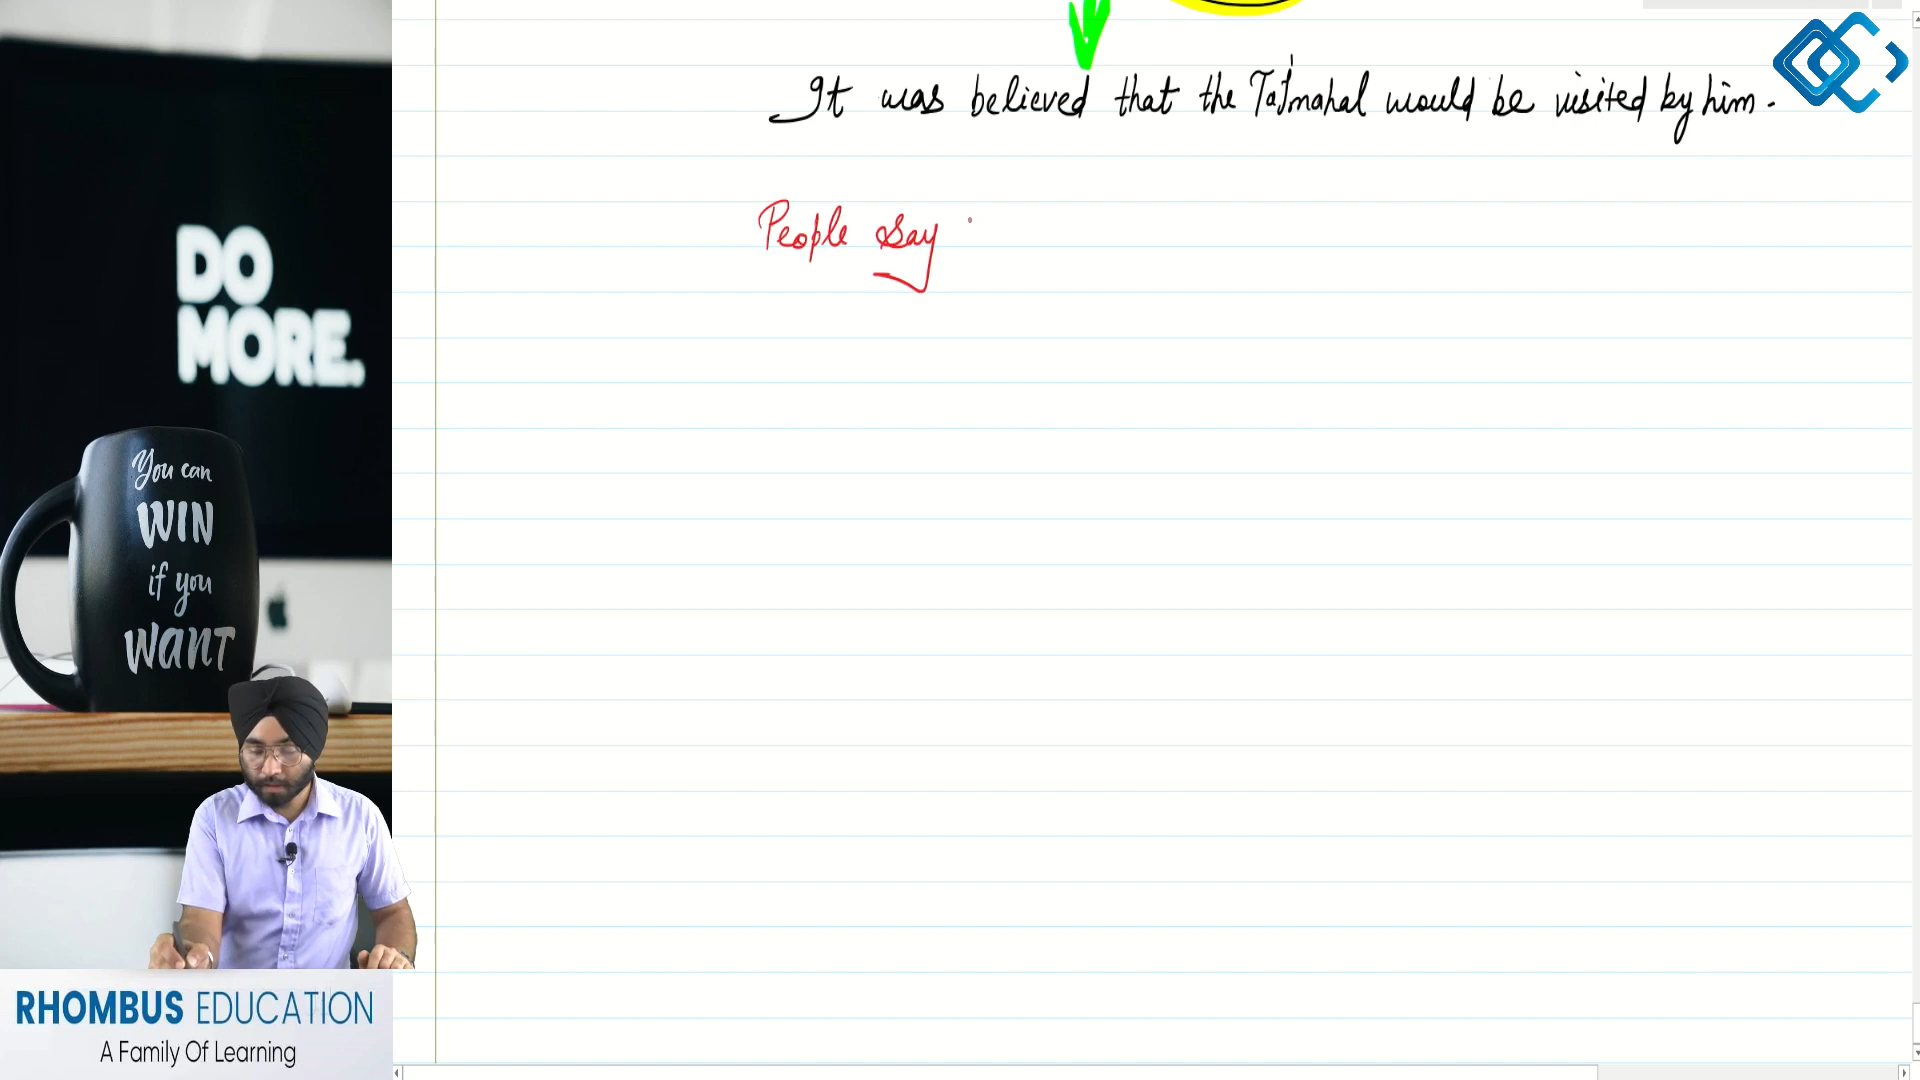 It was believed that the Tajmahal would be visited by him.
People say
DO
MORE.
You can
WIN
if you
WANT
RHOMBUS EDUCATION
A Family Of Learning